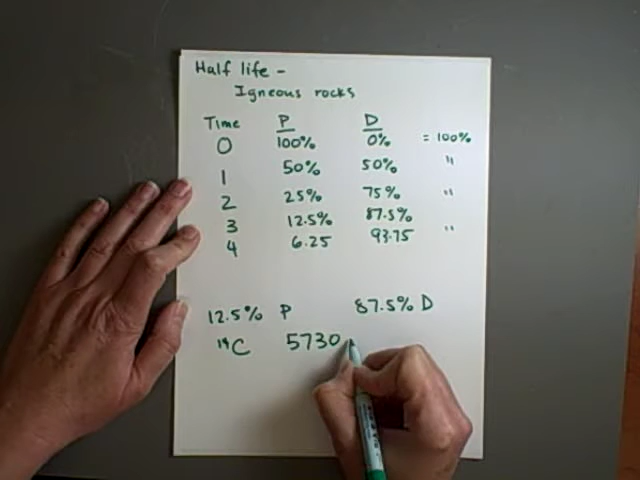 Half life -
Igneous rocks
Time P D
0 100% 0% = 100%
1 50% 50% "
2 25% 75% "
3 12.5% 87.5%
4 6.25 93.75 "
12.5% P 87.5% D
¹⁴C 5730